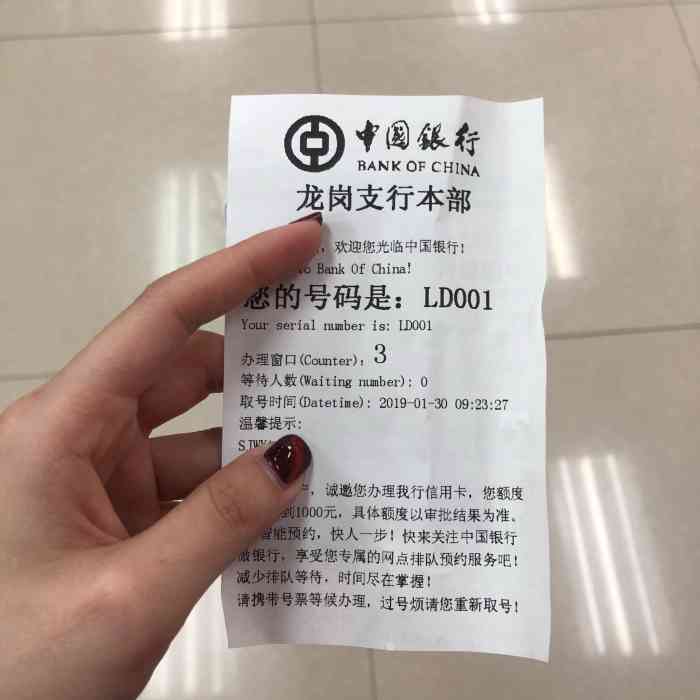 中國銀行
BANK OF CHINA
龙岗支行本部
，欢迎您光临中国银行！
to Bank Of China!
您的号码是：LD001
Your serial number is: LD001
办理窗口(Counter)：3
等待人数(Waiting number): 0
取号时间(Datetime): 2019-01-30 09:23:27
温馨提示：
SJWY
，诚邀您办理我行信用卡，您额度
到1000元，具体额度以审批结果为准。
智能预约，快人一步！快来关注中国银行
微银行，享受您专属的网点排队预约服务吧！
减少排队等待，时间尽在掌握！
请携带号票等候办理，过号烦请您重新取号！